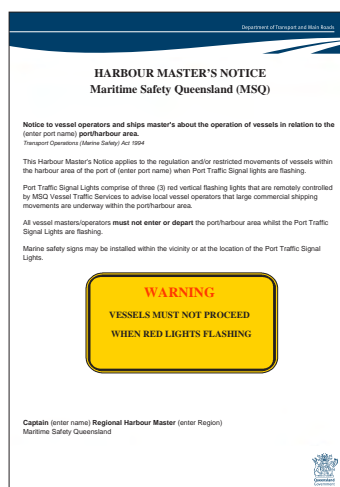 Department of Transport and Main Roads
HARBOUR MASTER'S NOTICE
Maritime Safety Queensland (MSQ)
Notice to vessel operators and ships master's about the operation of vessels in relation to the
(enter port name) port/harbour area.
Transport Operations (Marine Safety) Act 1994
This Harbour Master's Notice applies to the regulation and/or restricted movements of vessels within
the harbour area of the port of (enter port name) when Port Traffic Signal lights are flashing.
Port Traffic Signal Lights comprise of three (3) red vertical flashing lights that are remotely controlled
by MSQ Vessel Traffic Services to advise local vessel operators that large commercial shipping
movements are underway within the port/harbour area.
All vessel masters/operators must not enter or depart the port/harbour area whilst the Port Traffic
Signal Lights are flashing.
Marine safety signs may be installed within the vicinity or at the location of the Port Traffic Signal
Lights.
WARNING
VESSELS MUST NOT PROCEED
WHEN RED LIGHTS FLASHING
Captain (enter name) Regional Harbour Master (enter Region)
Maritime Safety Queensland
Queensland
Government